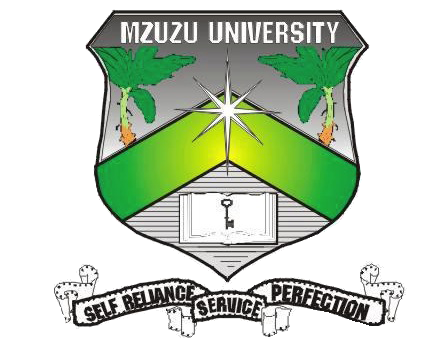 MZUZU UNIVERSITY
SELF RELIANCE SERVICE PERFECTION